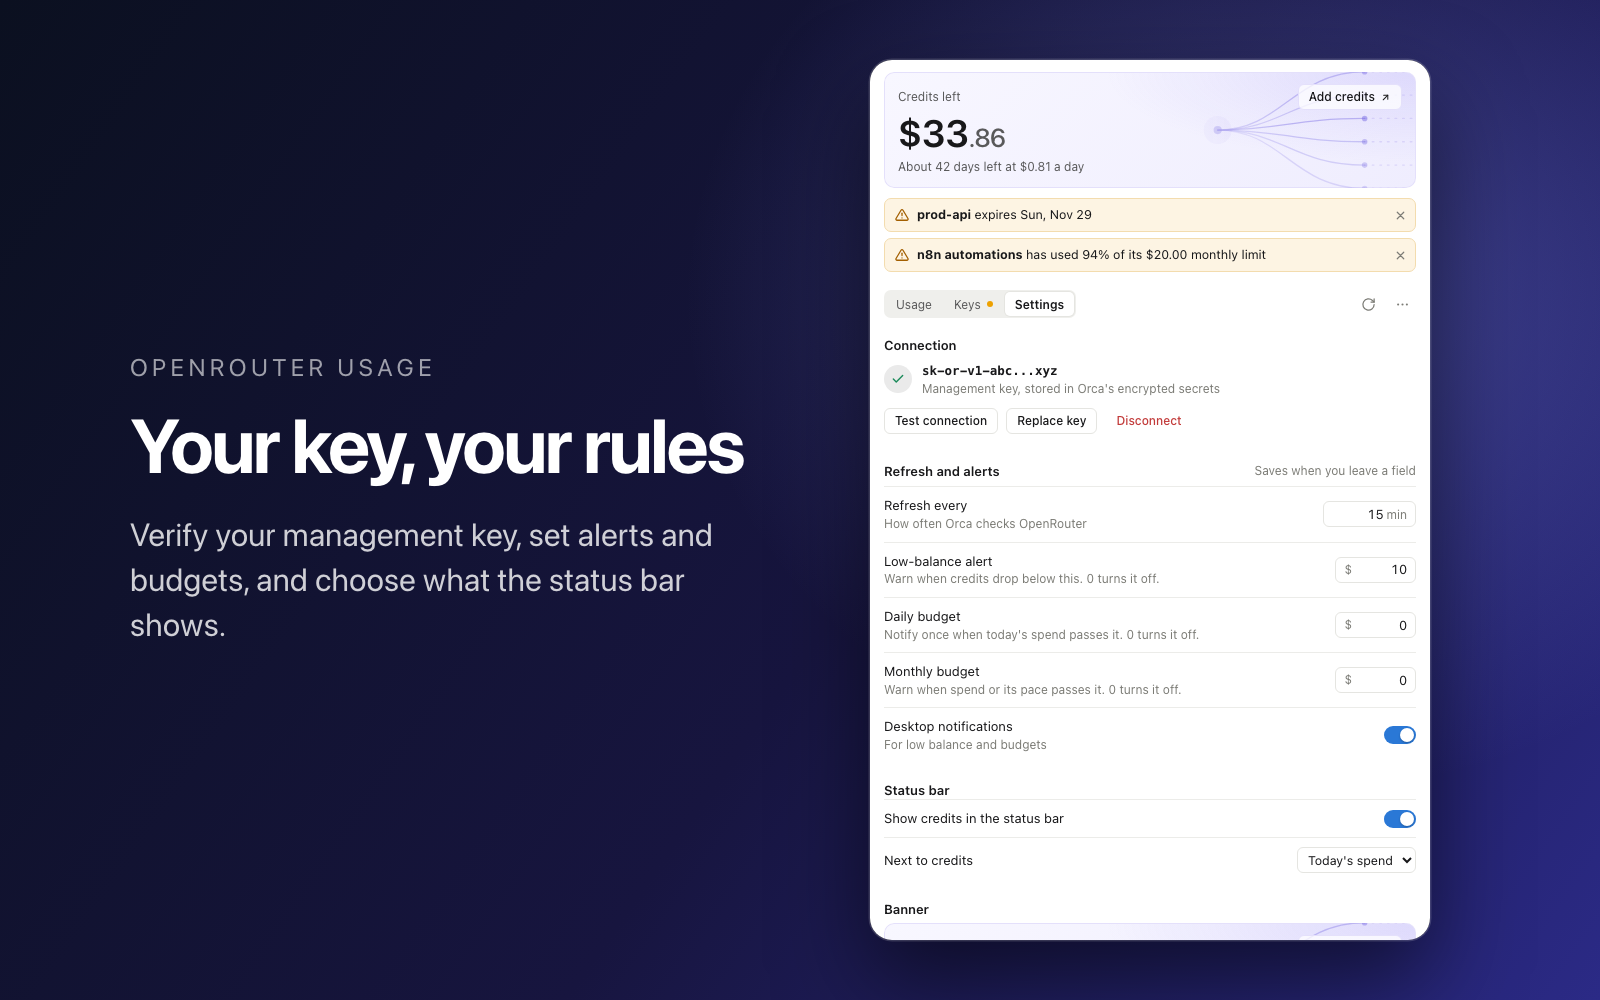 OPENROUTER USAGE
Your key, your rules
Verify your management key, set alerts and
budgets, and choose what the status bar
shows.
Credits left
Add credits ↗
$33.86
About 42 days left at $0.81 a day
prod-api expires Sun, Nov 29
n8n automations has used 94% of its $20.00 monthly limit
Usage
Keys
Settings
Connection
sk-or-v1-abc...xyz
Management key, stored in Orca's encrypted secrets
Test connection
Replace key
Disconnect
Refresh and alerts
Saves when you leave a field
Refresh every
How often Orca checks OpenRouter
15 min
Low-balance alert
Warn when credits drop below this. 0 turns it off.
$ 10
Daily budget
Notify once when today's spend passes it. 0 turns it off.
$ 0
Monthly budget
Warn when spend or its pace passes it. 0 turns it off.
$ 0
Desktop notifications
For low balance and budgets
Status bar
Show credits in the status bar
Next to credits
Today's spend
Banner